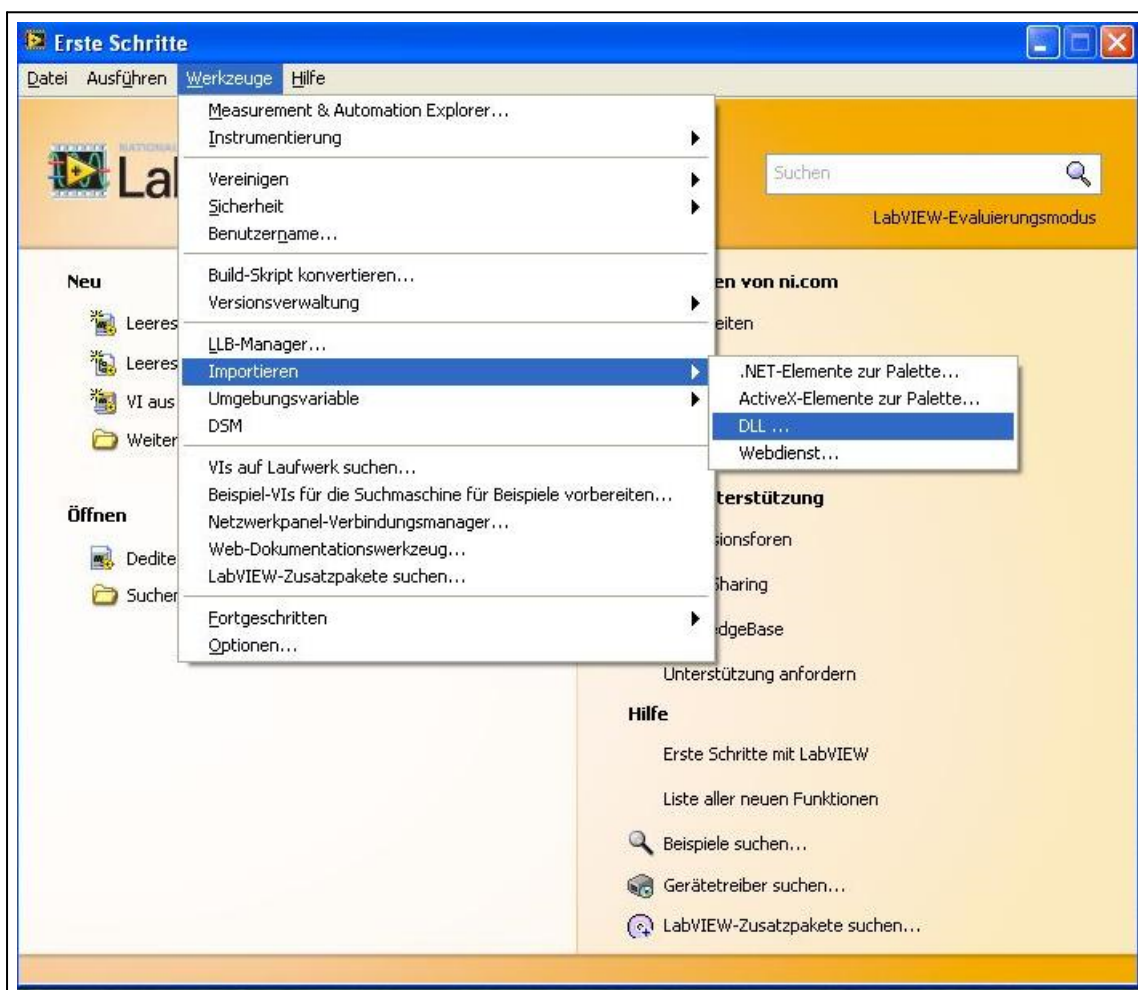 Erste Schritte
Datei Ausführen Werkzeuge Hilfe
Measurement & Automation Explorer...
Instrumentierung
Vereinigen
Sicherheit
Benutzername...
Build-Skript konvertieren...
Versionsverwaltung
LLB-Manager...
Importieren
Umgebungsvariable
DSM
VIs auf Laufwerk suchen...
Beispiel-VIs für die Suchmaschine für Beispiele vorbereiten...
Netzwerkpanel-Verbindungsmanager...
Web-Dokumentationswerkzeug...
LabVIEW-Zusatzpakete suchen...
Fortgeschritten
Optionen...
.NET-Elemente zur Palette...
ActiveX-Elemente zur Palette...
DLL ...
Webdienst...
NATIONAL
Lal
Suchen
LabVIEW-Evaluierungsmodus
Neu
Leeres
Leeres
VI aus
Weiter
Öffnen
Dedite
Sucher
en von ni.com
eiten
terstützung
sionsforen
Sharing
edgeBase
Unterstützung anfordern
Hilfe
Erste Schritte mit LabVIEW
Liste aller neuen Funktionen
Beispiele suchen...
Gerätetreiber suchen...
LabVIEW-Zusatzpakete suchen...